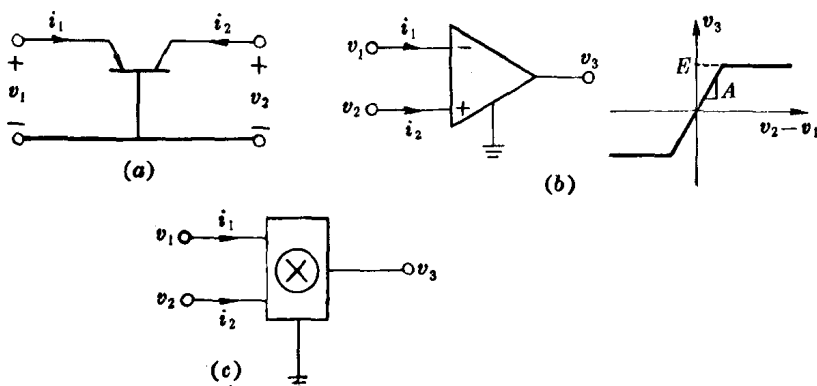 i₁ i₂
+ +
v₁ v₂
− −
(a)
v₁ i₁ −
v₂ i₂ +
v₃
(b)
v₃
E
A
v₂−v₁
v₁ i₁
v₂ i₂
v₃
(c)